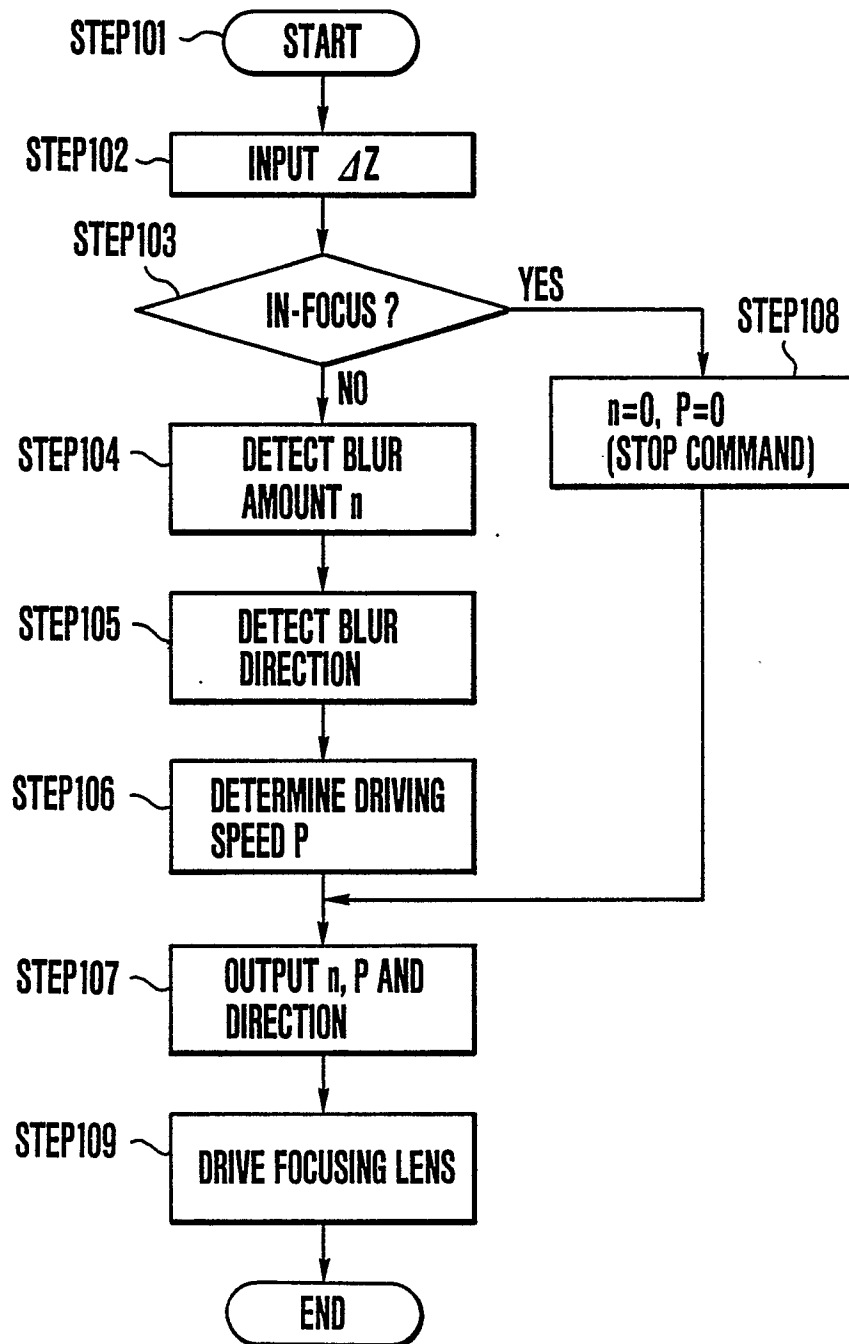 STEP101
START
STEP102
INPUT ΔZ
STEP103
IN-FOCUS ?
YES
NO
STEP108
n=0, P=0
(STOP COMMAND)
STEP104
DETECT BLUR
AMOUNT n
STEP105
DETECT BLUR
DIRECTION
STEP106
DETERMINE DRIVING
SPEED P
STEP107
OUTPUT n, P AND
DIRECTION
STEP109
DRIVE FOCUSING LENS
END